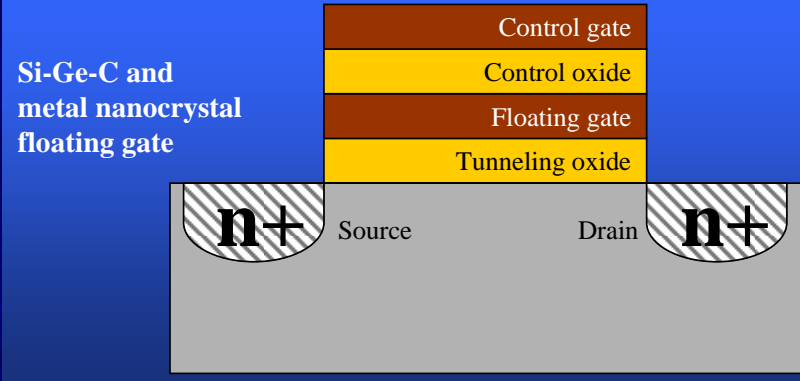 Control gate
Si-Ge-C and
metal nanocrystal
floating gate
Control oxide
Floating gate
Tunneling oxide
n+
Source
Drain
n+